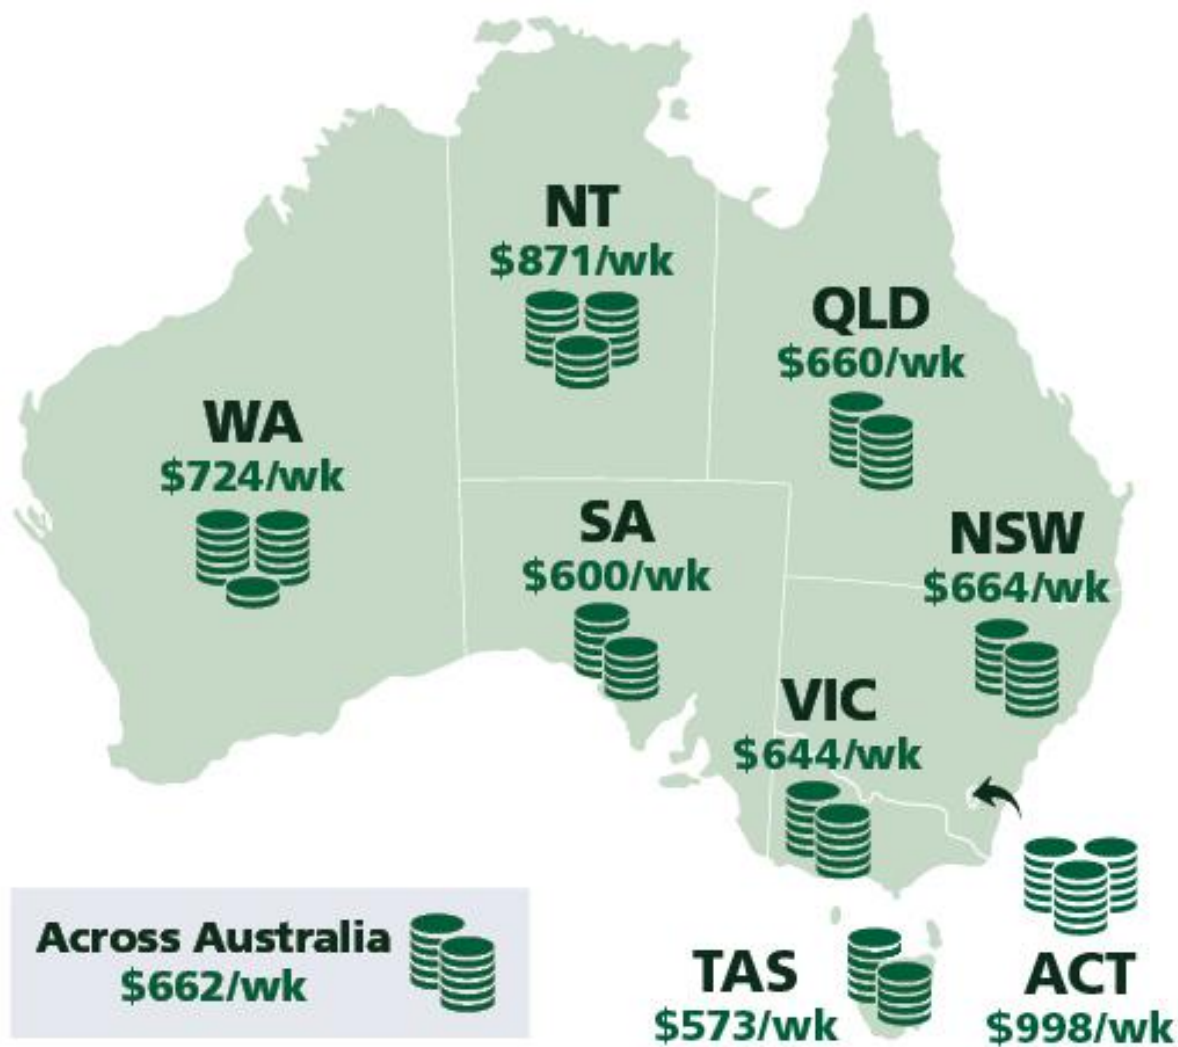 NT
$871/wk
QLD
$660/wk
WA
$724/wk
SA
$600/wk
NSW
$664/wk
VIC
$644/wk
Across Australia
$662/wk
TAS
$573/wk
ACT
$998/wk